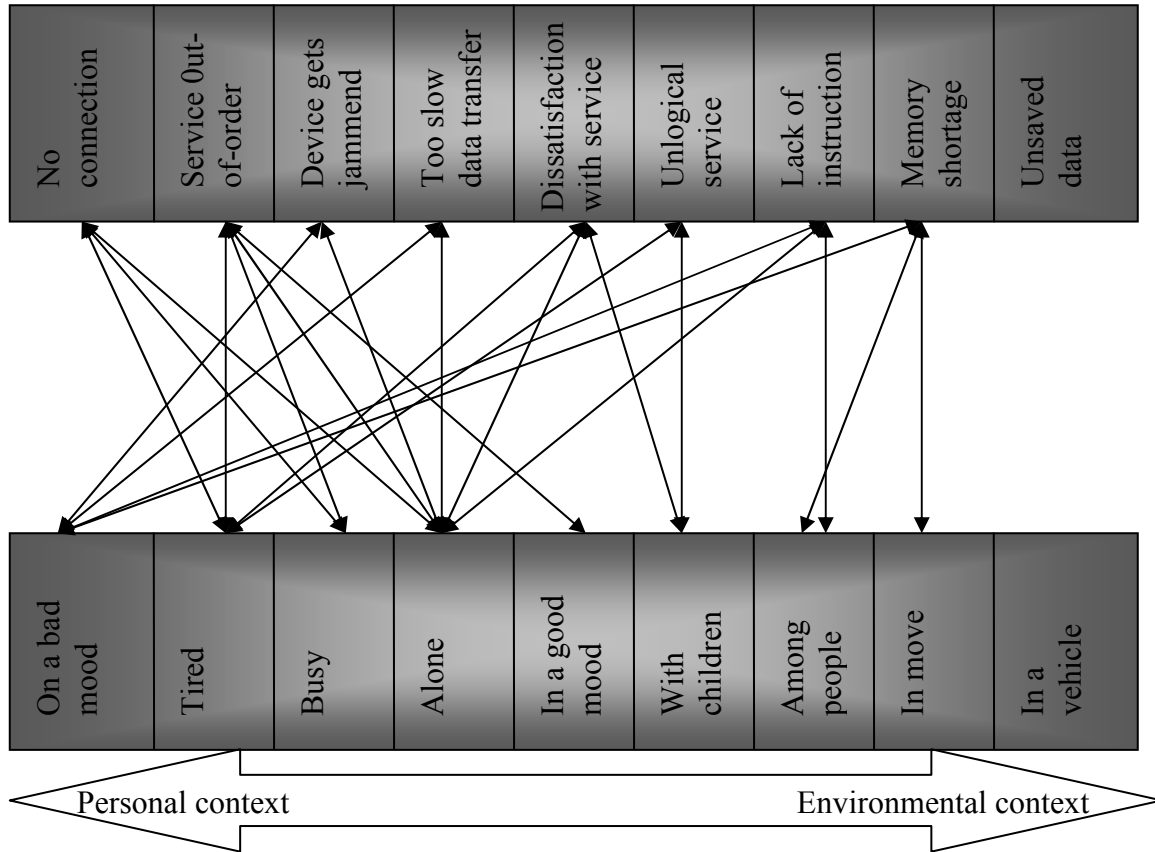 No
connection
Service 0ut-
of-order
Device gets
jammend
Too slow
data transfer
Dissatisfaction
with service
Unlogical
service
Lack of
instruction
Memory
shortage
Unsaved
data
On a bad
mood
Tired
Busy
Alone
In a good
mood
With
children
Among
people
In move
In a
vehicle
Personal context
Environmental context